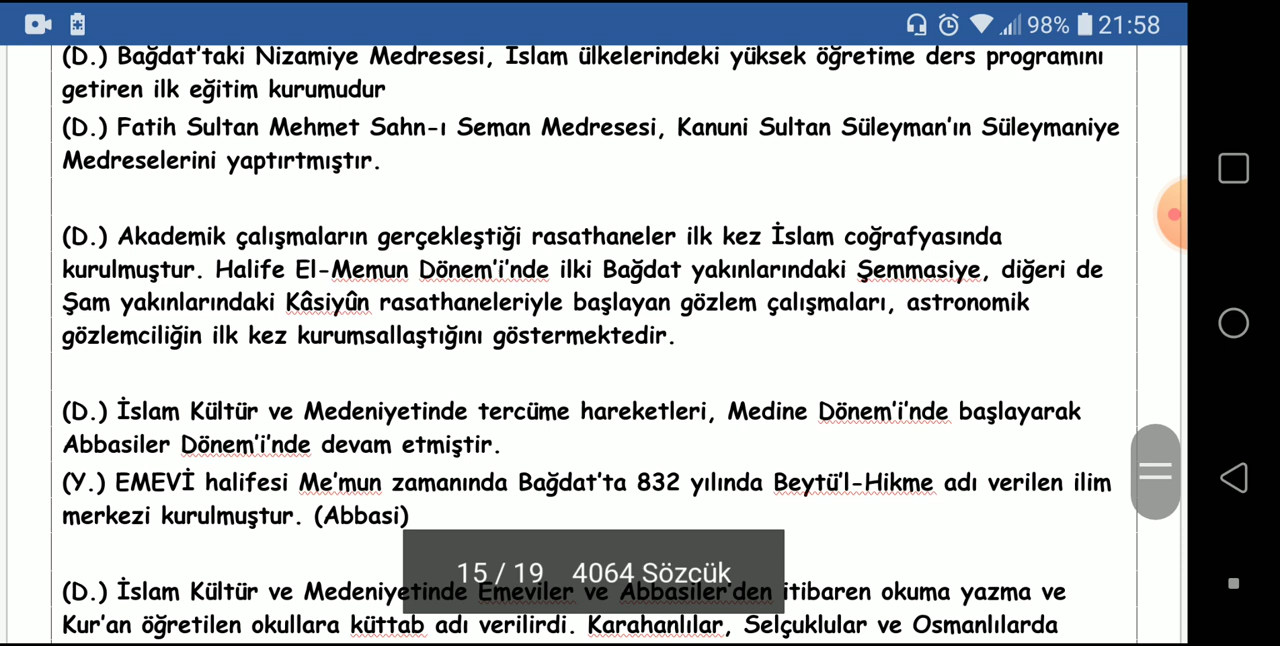 98% 21:58
(D.) Bağdat'taki Nizamiye Medresesi, İslam ülkelerindeki yüksek öğretime ders programını
getiren ilk eğitim kurumudur
(D.) Fatih Sultan Mehmet Sahn-ı Seman Medresesi, Kanuni Sultan Süleyman'ın Süleymaniye
Medreselerini yaptırtmıştır.
(D.) Akademik çalışmaların gerçekleştiği rasathaneler ilk kez İslam coğrafyasında
kurulmuştur. Halife El-Memun Dönem'i'nde ilki Bağdat yakınlarındaki Şemmasiye, diğeri de
Şam yakınlarındaki Kâsiyûn rasathaneleriyle başlayan gözlem çalışmaları, astronomik
gözlemciliğin ilk kez kurumsallaştığını göstermektedir.
(D.) İslam Kültür ve Medeniyetinde tercüme hareketleri, Medine Dönem'i'nde başlayarak
Abbasiler Dönem'i'nde devam etmiştir.
(Y.) EMEVİ halifesi Me'mun zamanında Bağdat'ta 832 yılında Beytü'l-Hikme adı verilen ilim
merkezi kurulmuştur. (Abbasi)
15 / 19 4064 Sözcük
(D.) İslam Kültür ve Medeniyetinde Emeviler ve Abbasiler'den itibaren okuma yazma ve
Kur'an öğretilen okullara küttab adı verilirdi. Karahanlılar, Selçuklular ve Osmanlılarda